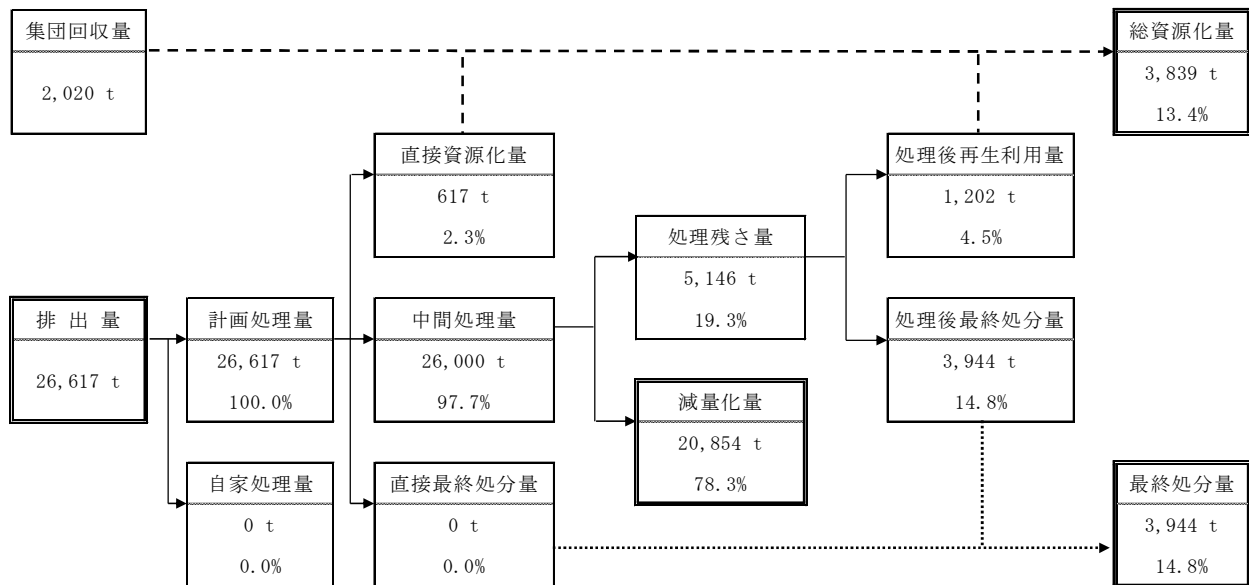 集団回収量
2,020 t
総資源化量
3,839 t
13.4%
直接資源化量
617 t
2.3%
処理後再生利用量
1,202 t
4.5%
処理残さ量
5,146 t
19.3%
排 出 量
26,617 t
計画処理量
26,617 t
100.0%
中間処理量
26,000 t
97.7%
処理後最終処分量
3,944 t
14.8%
減量化量
20,854 t
78.3%
自家処理量
0 t
0.0%
直接最終処分量
0 t
0.0%
最終処分量
3,944 t
14.8%